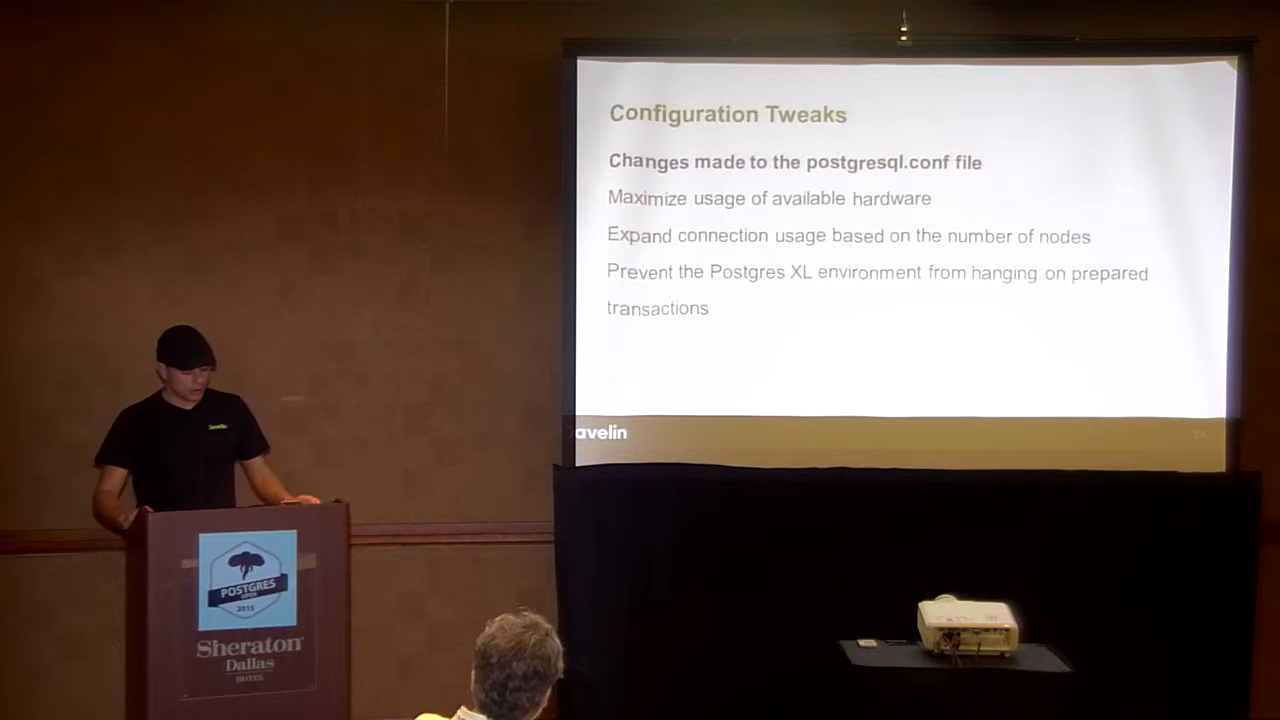 Configuration Tweaks
Changes made to the postgresql.conf file
Maximize usage of available hardware
Expand connection usage based on the number of nodes
Prevent the Postgres XL environment from hanging on prepared
transactions
avelin
POSTGRES
OPEN
2015
Sheraton
Dallas
HOTEL